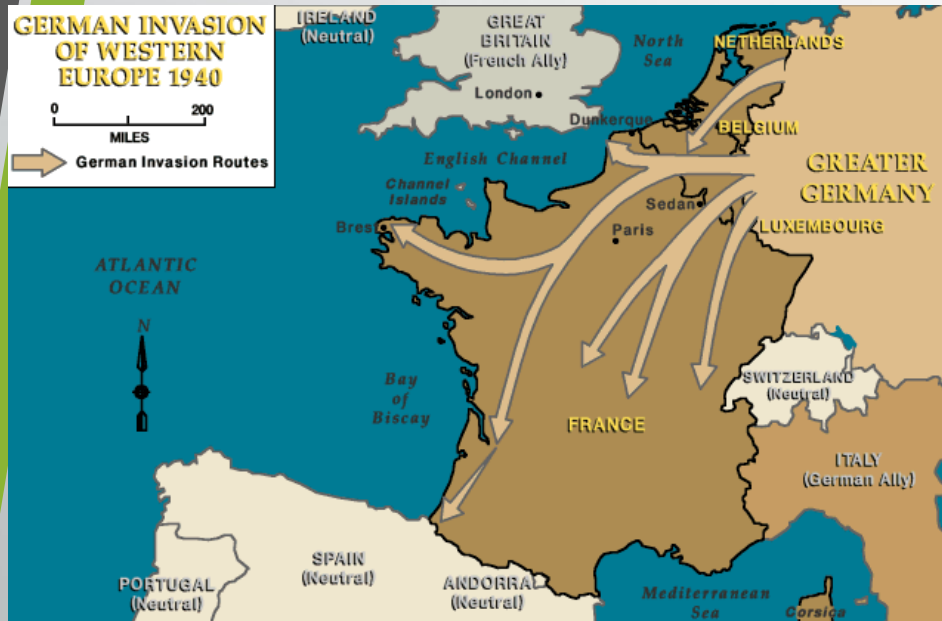 GERMAN INVASION
OF WESTERN
EUROPE 1940
0 200
MILES
German Invasion Routes
IRELAND
(Neutral)
GREAT
BRITAIN
(French Ally)
London
North
Sea
NETHERLANDS
Dunkerque
BELGIUM
English Channel
GREATER
GERMANY
Channel
Islands
Sedan
LUXEMBOURG
Brest
Paris
ATLANTIC
OCEAN
N
Bay
of
Biscay
SWITZERLAND
(Neutral)
FRANCE
ITALY
(German Ally)
SPAIN
(Neutral)
PORTUGAL
(Neutral)
ANDORRA
(Neutral)
Mediterranean
Sea
Corsica